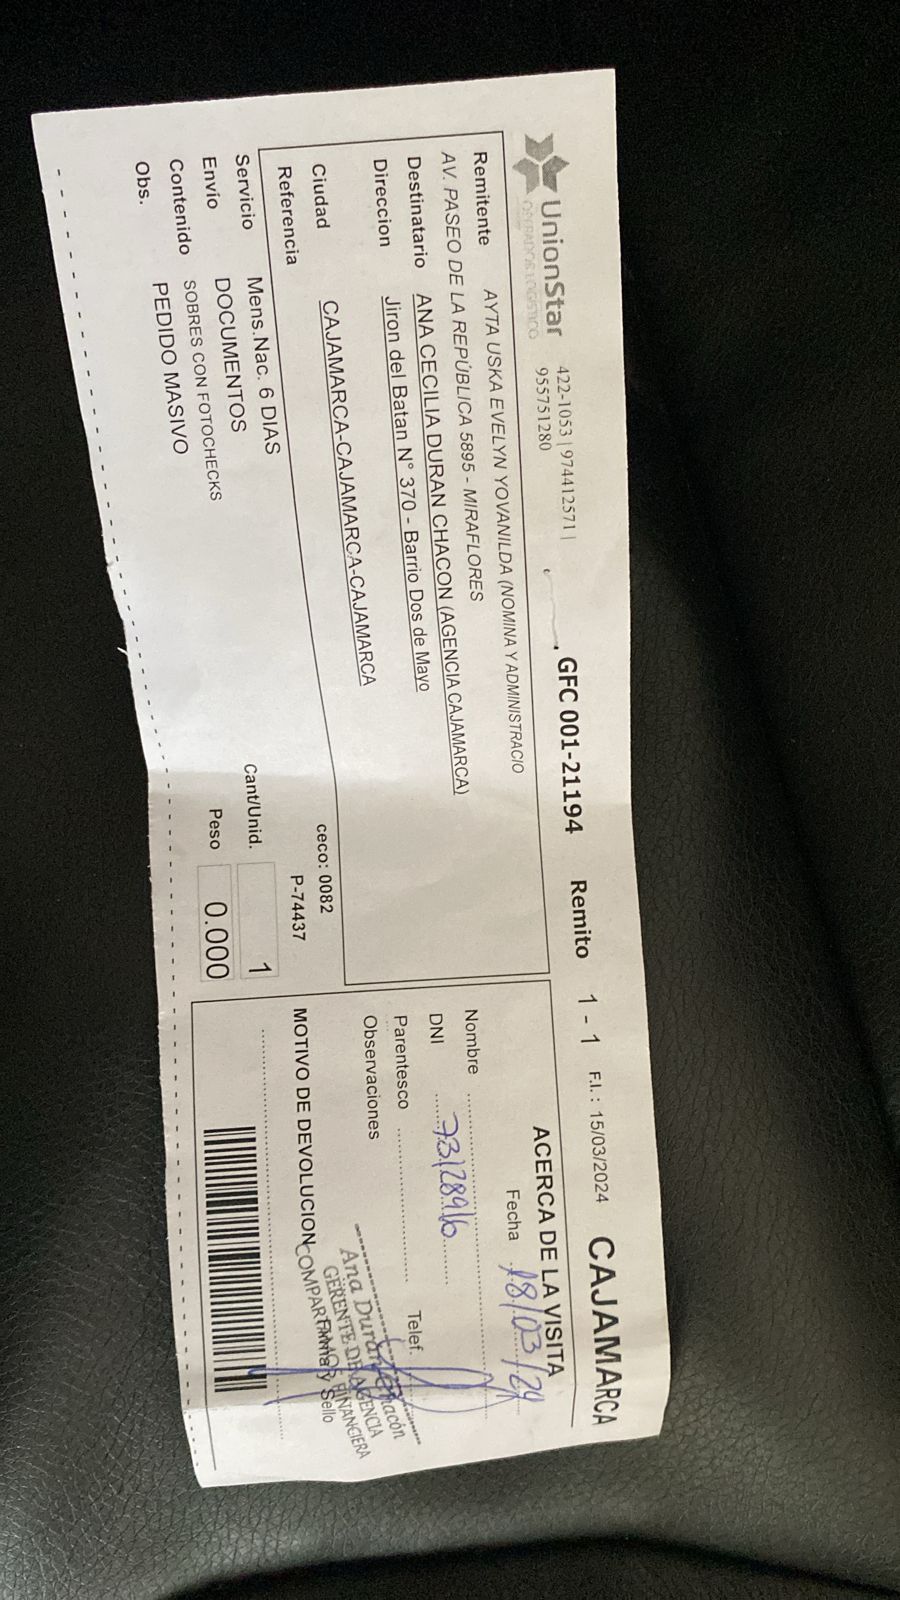 UnionStar
OPERADOR LOGÍSTICO
422-1053 | 974412571 |
955751280
GFC 001-21194 Remito 1 - 1 F.I.: 15/03/2024 CAJAMARCA
Remitente AYTA USKA EVELYN YOVANILDA (NOMINA Y ADMINISTRACIO
AV. PASEO DE LA REPÚBLICA 5895 - MIRAFLORES
Destinatario ANA CECILIA DURAN CHACON (AGENCIA CAJAMARCA)
Direccion Jiron del Batan N° 370 - Barrio Dos de Mayo
Ciudad CAJAMARCA-CAJAMARCA-CAJAMARCA
ceco: 0082
Referencia P-74437
Servicio Mens.Nac. 6 DIAS Cant/Unid. 1
Envío DOCUMENTOS Peso 0.000
Contenido SOBRES CON FOTOCHECKS
Obs. PEDIDO MASIVO
ACERCA DE LA VISITA
Fecha 18/03/24
Nombre
DNI 73128916
Parentesco Telef.
Observaciones
Ana Durán Chacón
GERENTE DE AGENCIA
COMPARTAMOS FINANCIERA
MOTIVO DE DEVOLUCION Firma y Sello